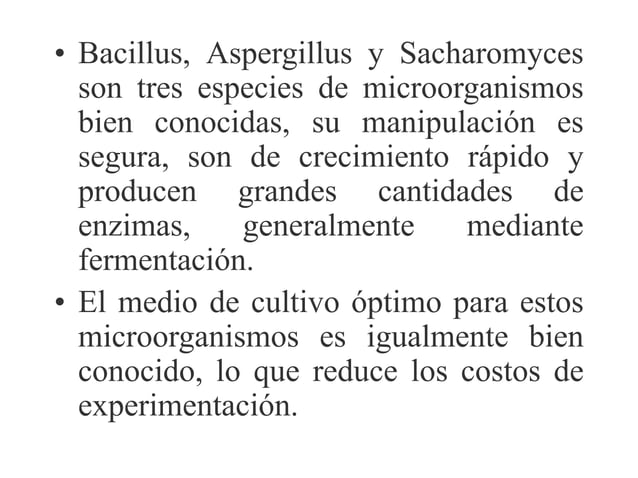 • Bacillus, Aspergillus y Sacharomyces
son tres especies de microorganismos
bien conocidas, su manipulación es
segura, son de crecimiento rápido y
producen grandes cantidades de
enzimas, generalmente mediante
fermentación.
• El medio de cultivo óptimo para estos
microorganismos es igualmente bien
conocido, lo que reduce los costos de
experimentación.